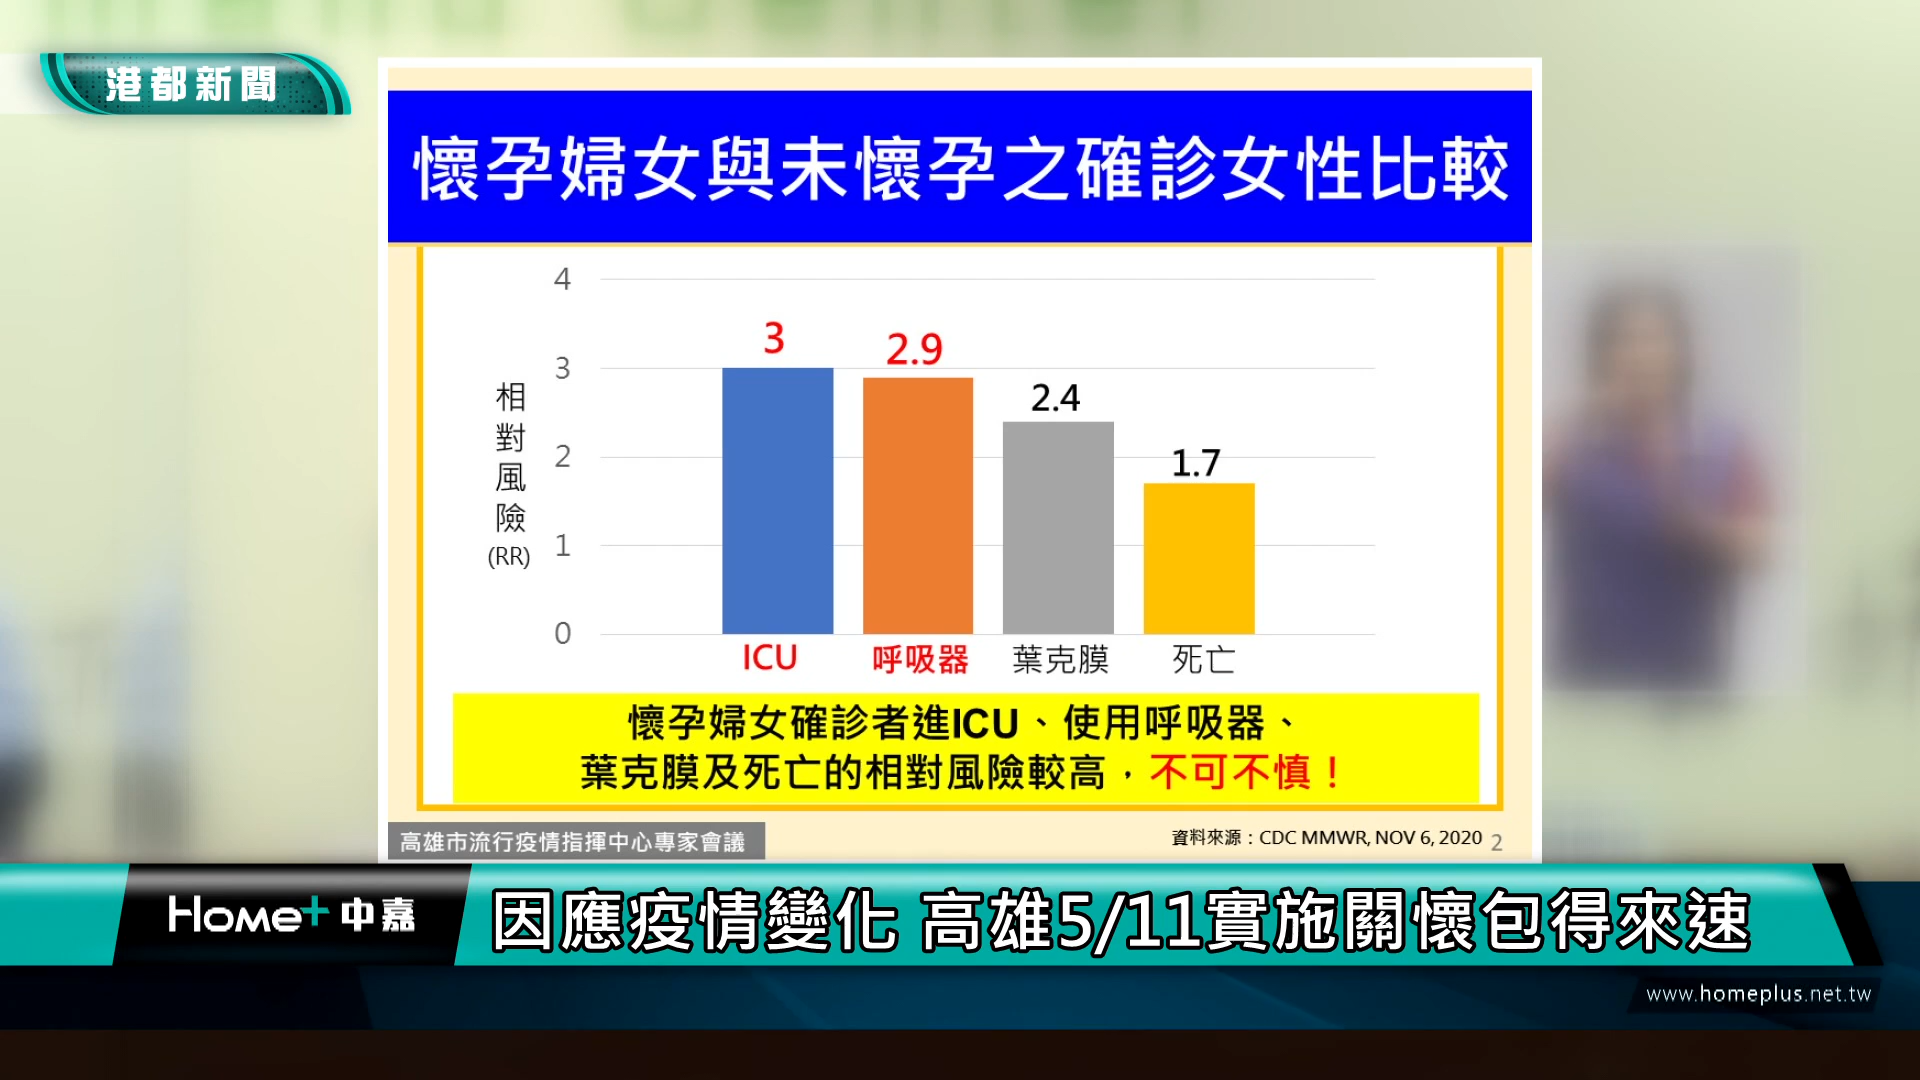 港都新聞
懷孕婦女與未懷孕之確診女性比較
4
3
2
1
0
相對風險
(RR)
3
2.9
2.4
1.7
ICU
呼吸器
葉克膜
死亡
懷孕婦女確診者進ICU、使用呼吸器、
葉克膜及死亡的相對風險較高，不可不慎！
高雄市流行疫情指揮中心專家會議
資料來源：CDC MMWR, NOV 6, 2020
2
Home+ 中嘉
因應疫情變化 高雄5/11實施關懷包得來速
www.homeplus.net.tw